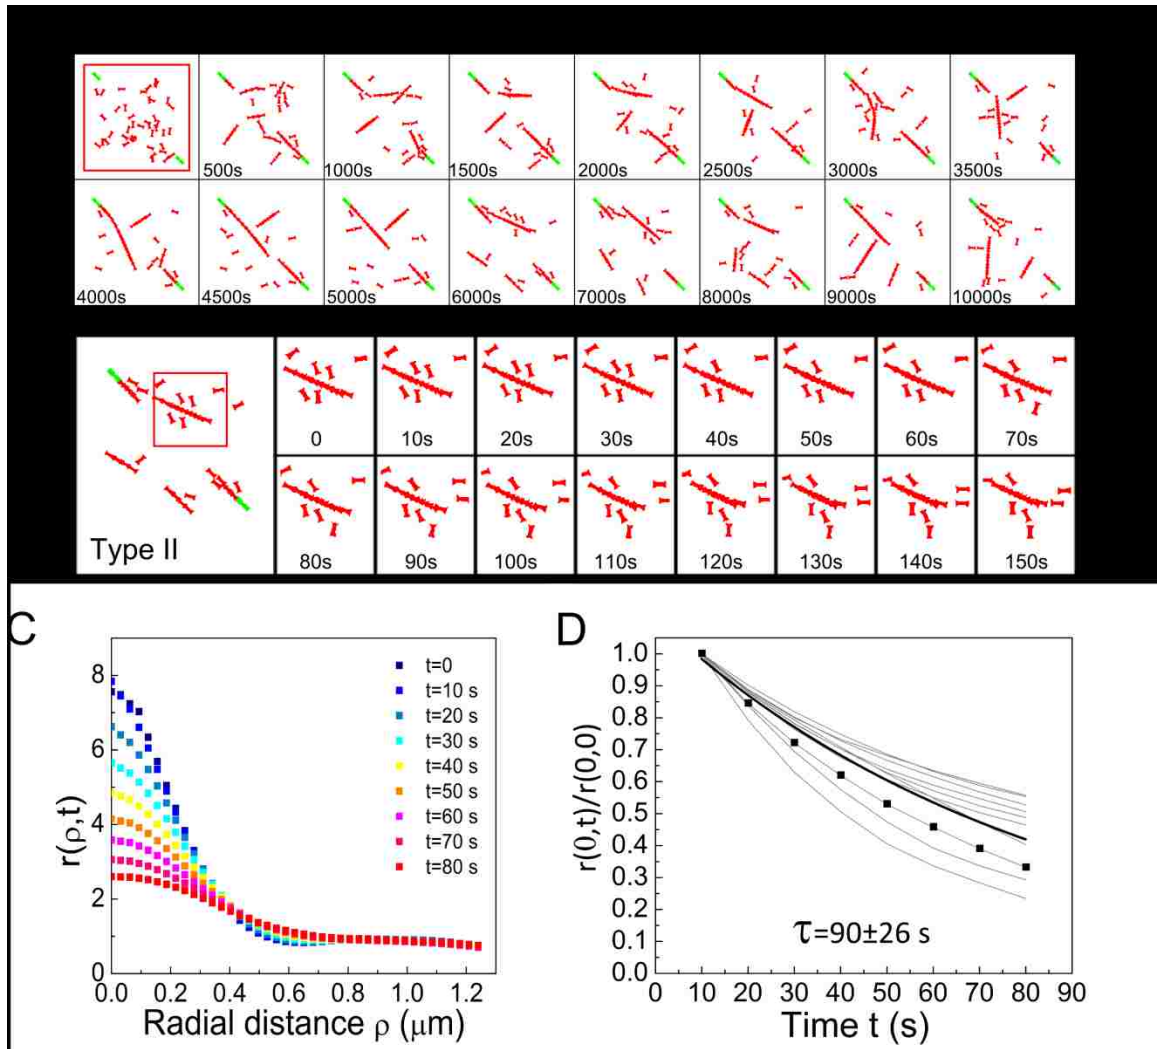 500s 1000s 1500s 2000s 2500s 3000s 3500s
4000s 4500s 5000s 6000s 7000s 8000s 9000s 10000s
0 10s 20s 30s 40s 50s 60s 70s
Type II
80s 90s 100s 110s 120s 130s 140s 150s
C
8
6
4
2
0
r(ρ,t)
t=0
t=10 s
t=20 s
t=30 s
t=40 s
t=50 s
t=60 s
t=70 s
t=80 s
0.0 0.2 0.4 0.6 0.8 1.0 1.2
Radial distance ρ (μm)
D
1.0
0.9
0.8
0.7
0.6
0.5
0.4
0.3
0.2
0.1
0.0
r(0,t)/r(0,0)
τ=90±26 s
0 10 20 30 40 50 60 70 80 90
Time t (s)